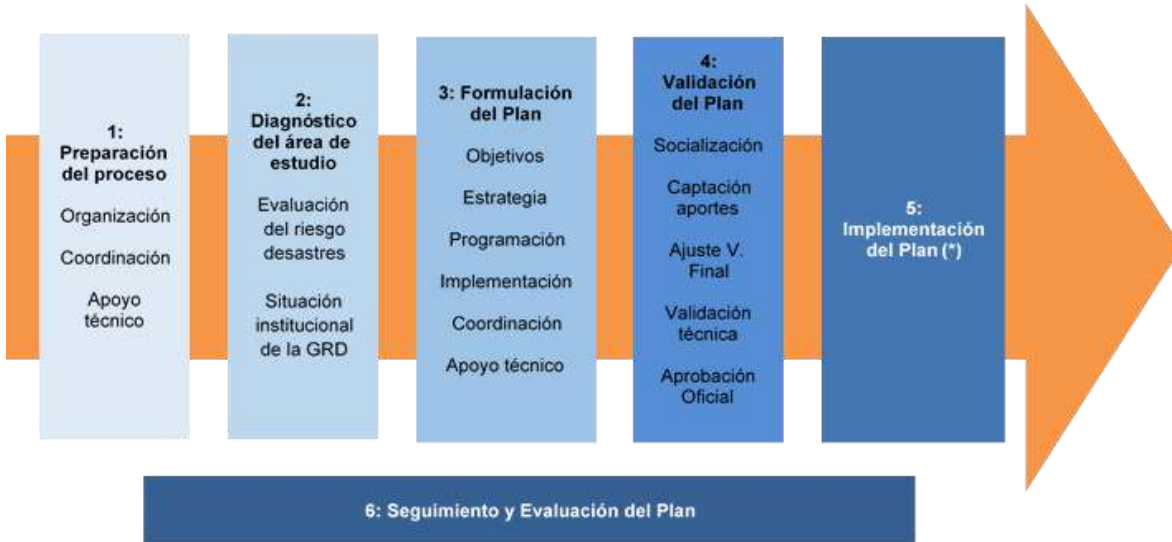 1:
Preparación
del proceso
Organización
Coordinación
Apoyo
técnico
2:
Diagnóstico
del área de
estudio
Evaluación
del riesgo
desastres
Situación
institucional
de la GRD
3: Formulación
del Plan
Objetivos
Estrategia
Programación
Implementación
Coordinación
Apoyo técnico
4:
Validación
del Plan
Socialización
Captación
aportes
Ajuste V.
Final
Validación
técnica
Aprobación
Oficial
5:
Implementación
del Plan (*)
6: Seguimiento y Evaluación del Plan